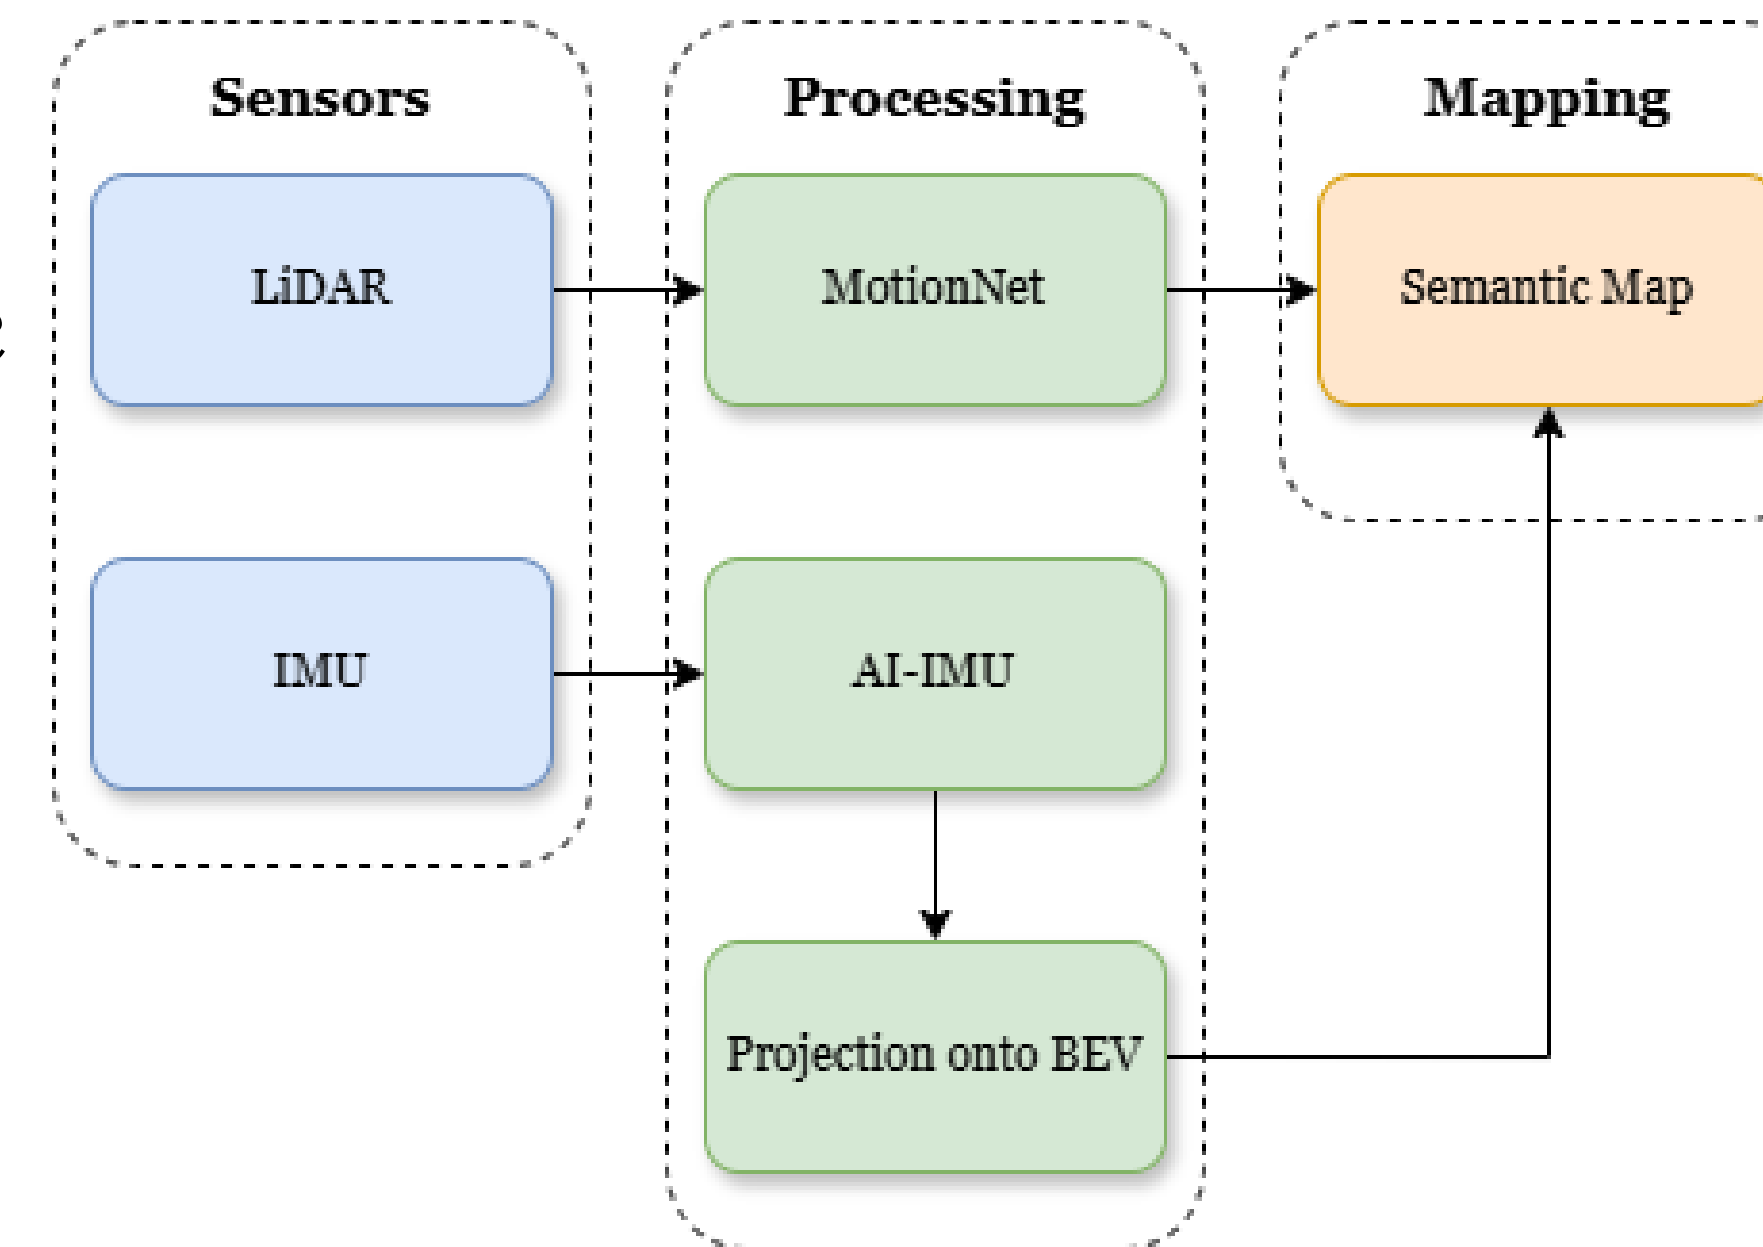 Sensors
Processing
Mapping
LiDAR
MotionNet
Semantic Map
IMU
AI-IMU
Projection onto BEV